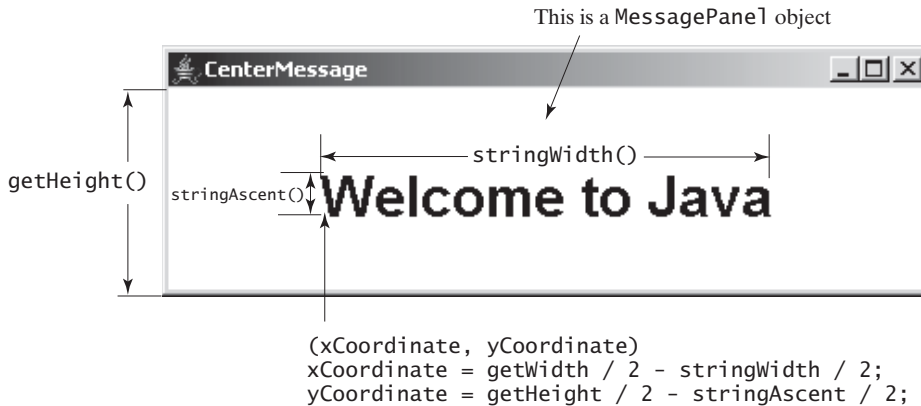 This is a MessagePanel object
CenterMessage
stringWidth()
getHeight()
stringAscent()
Welcome to Java
(xCoordinate, yCoordinate)
xCoordinate = getWidth / 2 - stringWidth / 2;
yCoordinate = getHeight / 2 - stringAscent / 2;